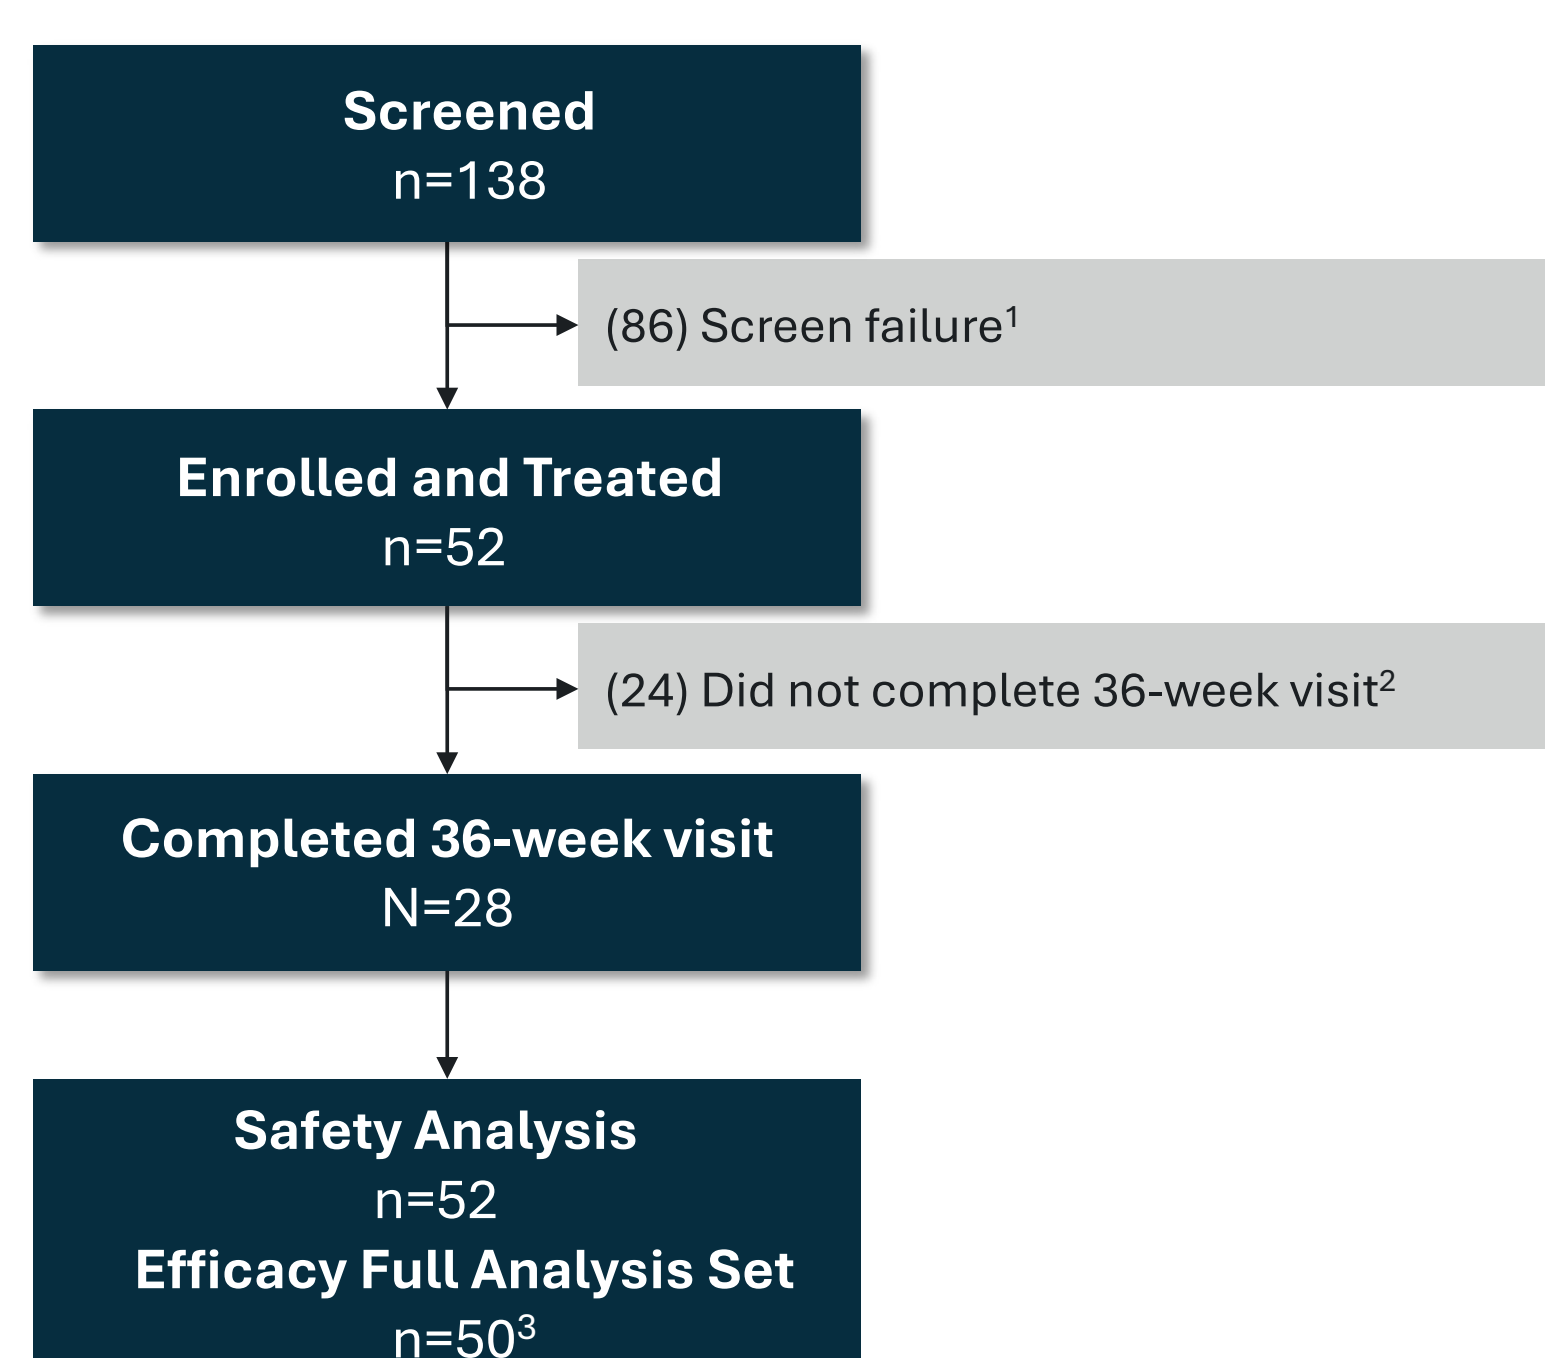 Screened
n=138
(86) Screen failure¹
Enrolled and Treated
n=52
(24) Did not complete 36-week visit²
Completed 36-week visit
N=28
Safety Analysis
n=52
Efficacy Full Analysis Set
n=50³